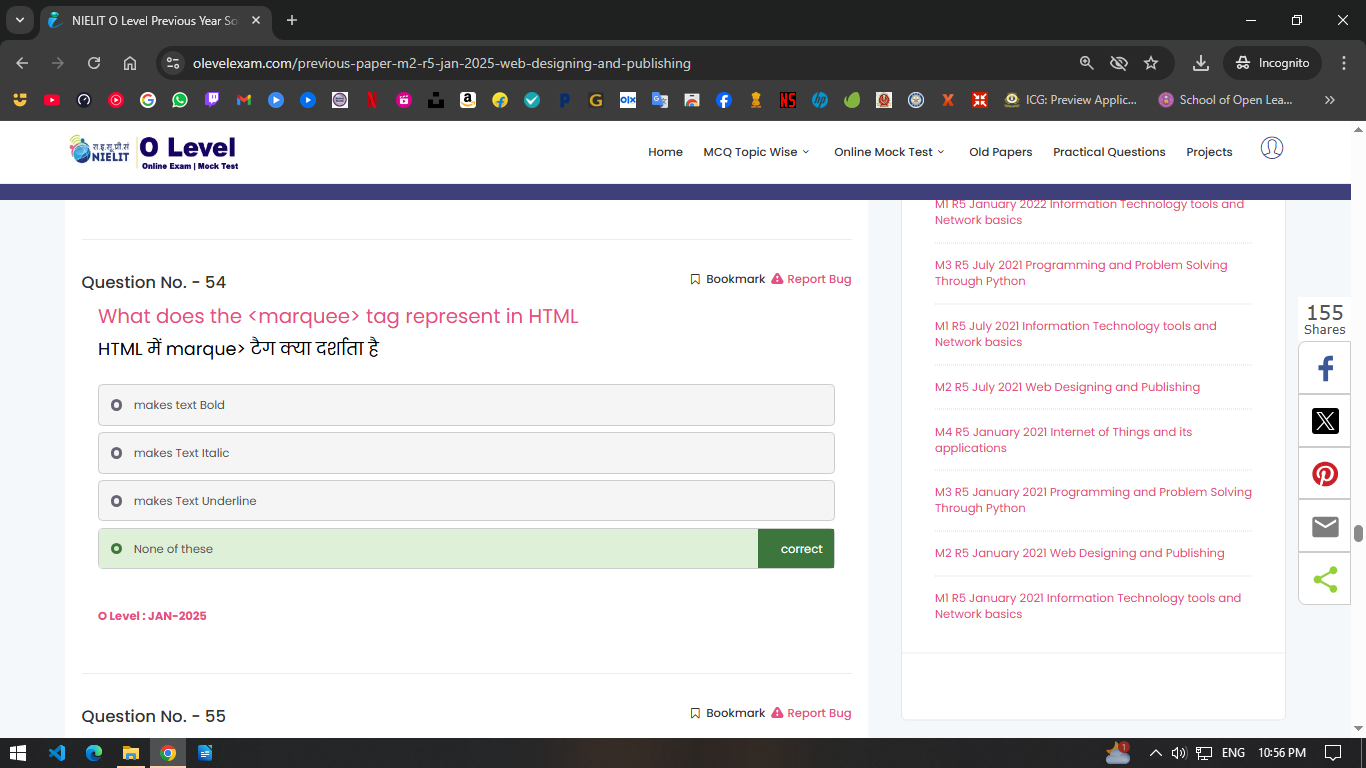 NIELIT O Level Previous Year So
olevelexam.com/previous-paper-m2-r5-jan-2025-web-designing-and-publishing
Incognito
ICG: Preview Applic...
School of Open Lea...
रा.इ.सू.प्रौ.सं
NIELIT
O Level
Online Exam | Mock Test
Home
MCQ Topic Wise
Online Mock Test
Old Papers
Practical Questions
Projects
Question No. - 54
Bookmark
Report Bug
What does the <marquee> tag represent in HTML
HTML में marque> टैग क्या दर्शाता है
makes text Bold
makes Text Italic
makes Text Underline
None of these
correct
O Level : JAN-2025
Question No. - 55
Bookmark
Report Bug
M1 R5 January 2022 Information Technology tools and
Network basics
M3 R5 July 2021 Programming and Problem Solving
Through Python
M1 R5 July 2021 Information Technology tools and
Network basics
M2 R5 July 2021 Web Designing and Publishing
M4 R5 January 2021 Internet of Things and its
applications
M3 R5 January 2021 Programming and Problem Solving
Through Python
M2 R5 January 2021 Web Designing and Publishing
M1 R5 January 2021 Information Technology tools and
Network basics
155
Shares
1
ENG
10:56 PM